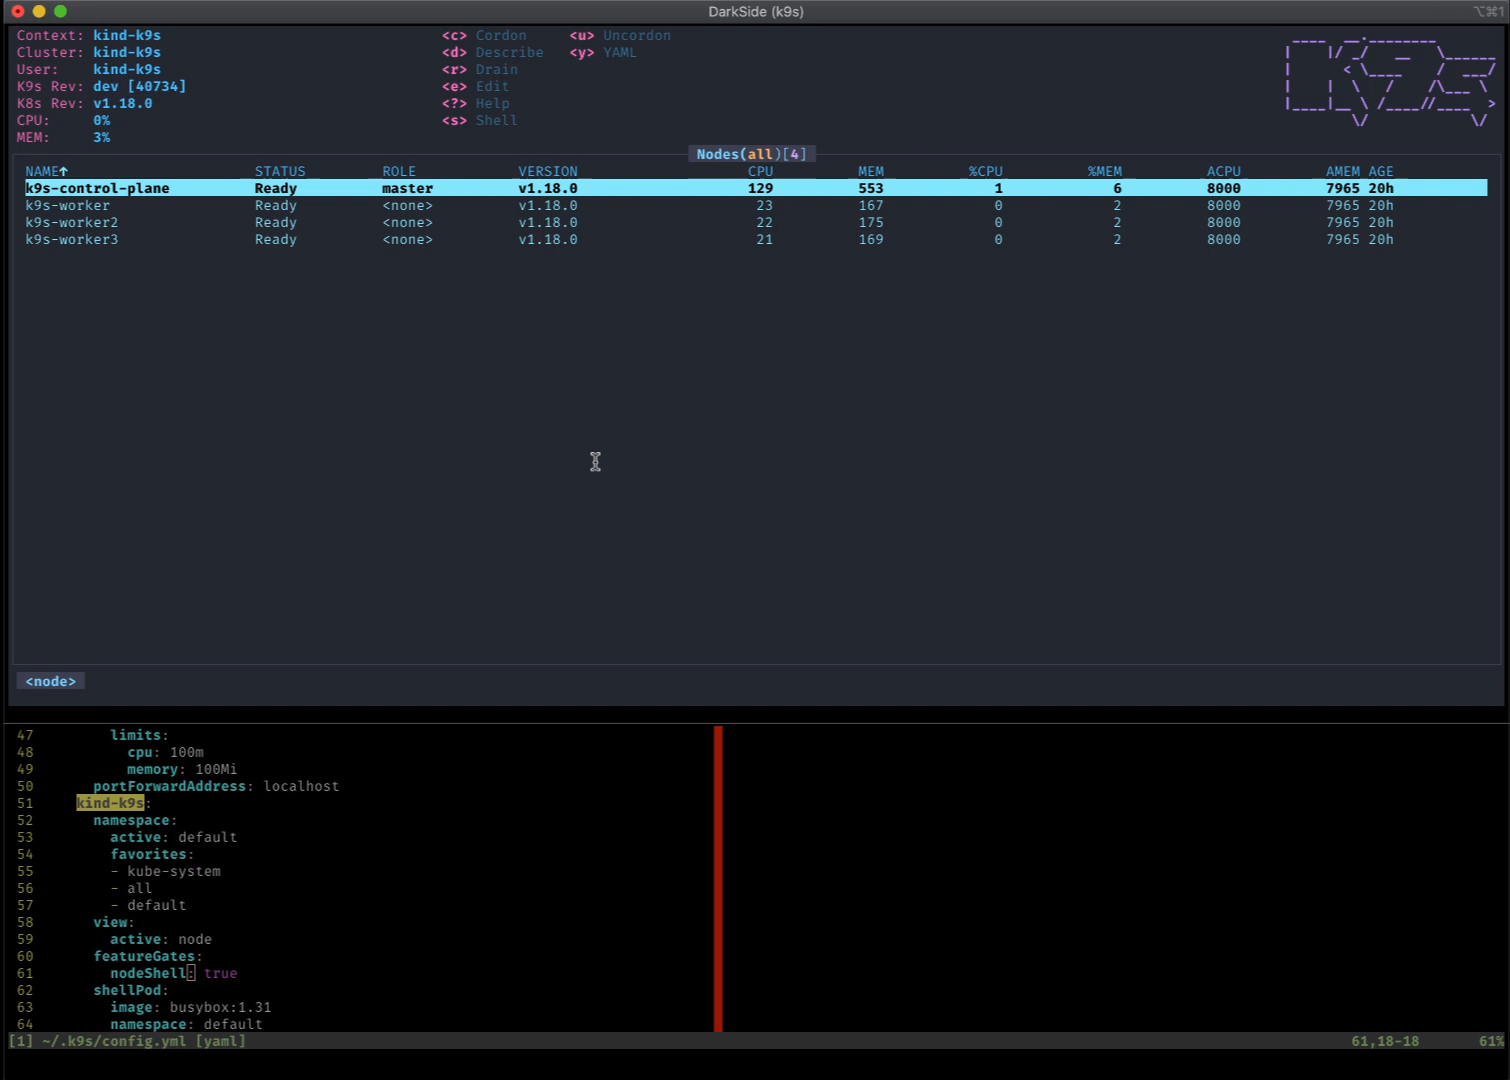 DarkSide (k9s)
⌥⌘1
Context: kind-k9s <c> Cordon <u> Uncordon
Cluster: kind-k9s <d> Describe <y> YAML
User: kind-k9s <r> Drain
K9s Rev: dev [40734] <e> Edit
K8s Rev: v1.18.0 <?> Help
CPU: 0% <s> Shell
MEM: 3%
Nodes(all)[4]
NAME↑ STATUS ROLE VERSION CPU MEM %CPU %MEM ACPU AMEM AGE
k9s-control-plane Ready master v1.18.0 129 553 1 6 8000 7965 20h
k9s-worker Ready <none> v1.18.0 23 167 0 2 8000 7965 20h
k9s-worker2 Ready <none> v1.18.0 22 175 0 2 8000 7965 20h
k9s-worker3 Ready <none> v1.18.0 21 169 0 2 8000 7965 20h
<node>
47 limits:
48 cpu: 100m
49 memory: 100Mi
50 portForwardAddress: localhost
51 kind-k9s:
52 namespace:
53 active: default
54 favorites:
55 - kube-system
56 - all
57 - default
58 view:
59 active: node
60 featureGates:
61 nodeShell: true
62 shellPod:
63 image: busybox:1.31
64 namespace: default
[1] ~/.k9s/config.yml [yaml] 61,18-18 61%